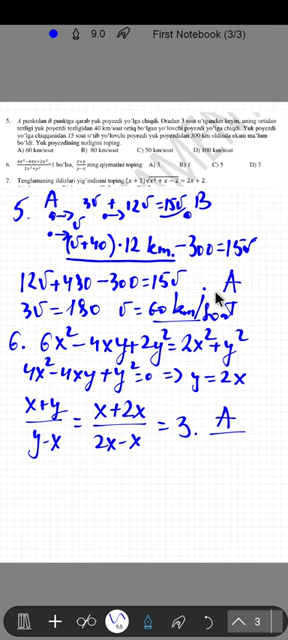 9.0 Mashqlar (3/3)
5. A punktdan B punktga qarab yuk poyezdi yo'lga chiqdi. Oradan 3 soat o'tgandan keyin, uning ortidan
tezligi yuk poyezdi tezligidan 40 km/soat ortiq bo'lgan yo'lovchi poyezdi yo'lga chiqdi. Yuk poyezdi
yo'lga chiqqanidan 15 soat o'tib yo'lovchi poyezdi yuk poyezdidan 300 km oldinda ekani ma'lum
bo'ldi. Yuk poyezdining tezligini toping.
A) 60 km/soat B) 80 km/soat C) 50 km/soat D) 100 km/soat
6. (6x²-4xy+2y²)/(2x²+y²)=1 bo'lsa, (x+y)/(y-x) ning qiymatini toping A) 3 B) 1 C) 5 D) 7
7. Tenglamaning ildizlari yig'indisini toping. (x + 1)√(x² + x − 2) = 2x + 2.
5. A 3v + 12v = 15v B
v
(v+40)·12 km. −300=15v
12v+480−300=15v . A
3v=180 v=60 km/soat
6. 6x²−4xy+2y²=2x²+y²
4x²−4xy+y²=0 => y=2x
(x+y)/(y−x) = (x+2x)/(2x−x) = 3. A
9,0 3